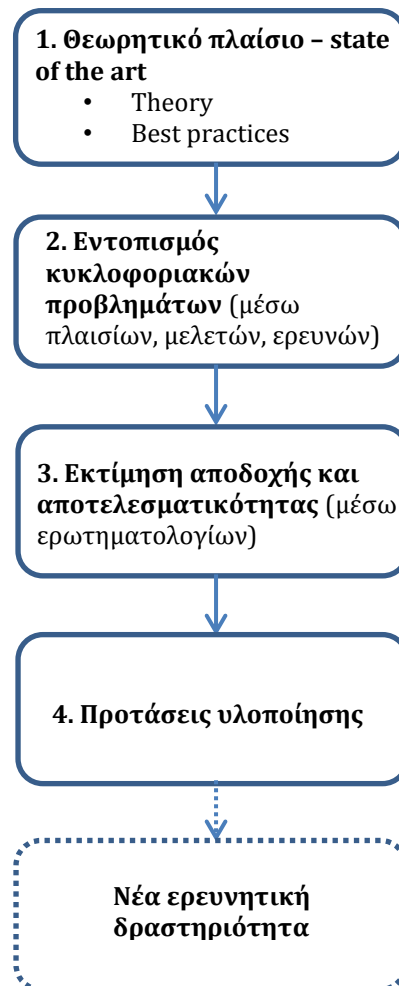 1. Θεωρητικό πλαίσιο – state
of the art
• Theory
• Best practices
2. Εντοπισμός
κυκλοφοριακών
προβλημάτων (μέσω
πλαισίων, μελετών, ερευνών)
3. Εκτίμηση αποδοχής και
αποτελεσματικότητας (μέσω
ερωτηματολογίων)
4. Προτάσεις υλοποίησης
Νέα ερευνητική
δραστηριότητα